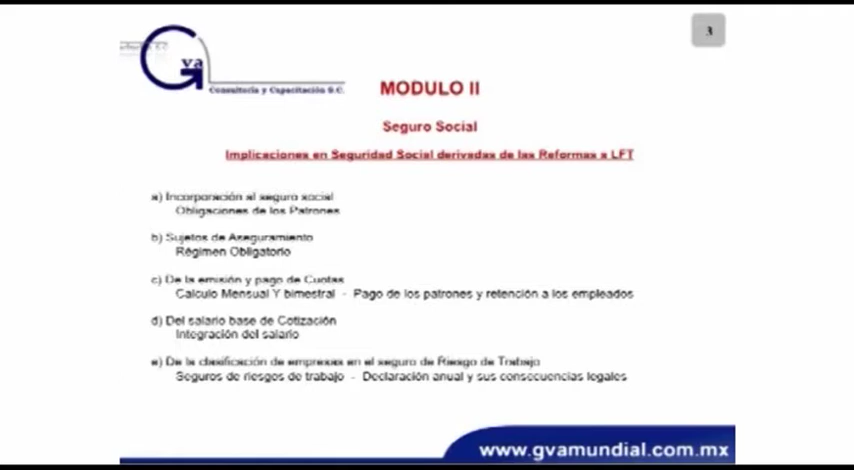 3
Gva
Consultoría y Capacitación S.C.
MODULO II
Seguro Social
Implicaciones en Seguridad Social derivadas de las Reformas a LFT
a) Incorporación al seguro social
Obligaciones de los Patrones
b) Sujetos de Aseguramiento
Régimen Obligatorio
c) De la emisión y pago de Cuotas
Calculo Mensual Y bimestral - Pago de los patrones y retención a los empleados
d) Del salario base de Cotización
Integración del salario
e) De la clasificación de empresas en el seguro de Riesgo de Trabajo
Seguros de riesgos de trabajo - Declaración anual y sus consecuencias legales
www.gvamundial.com.mx